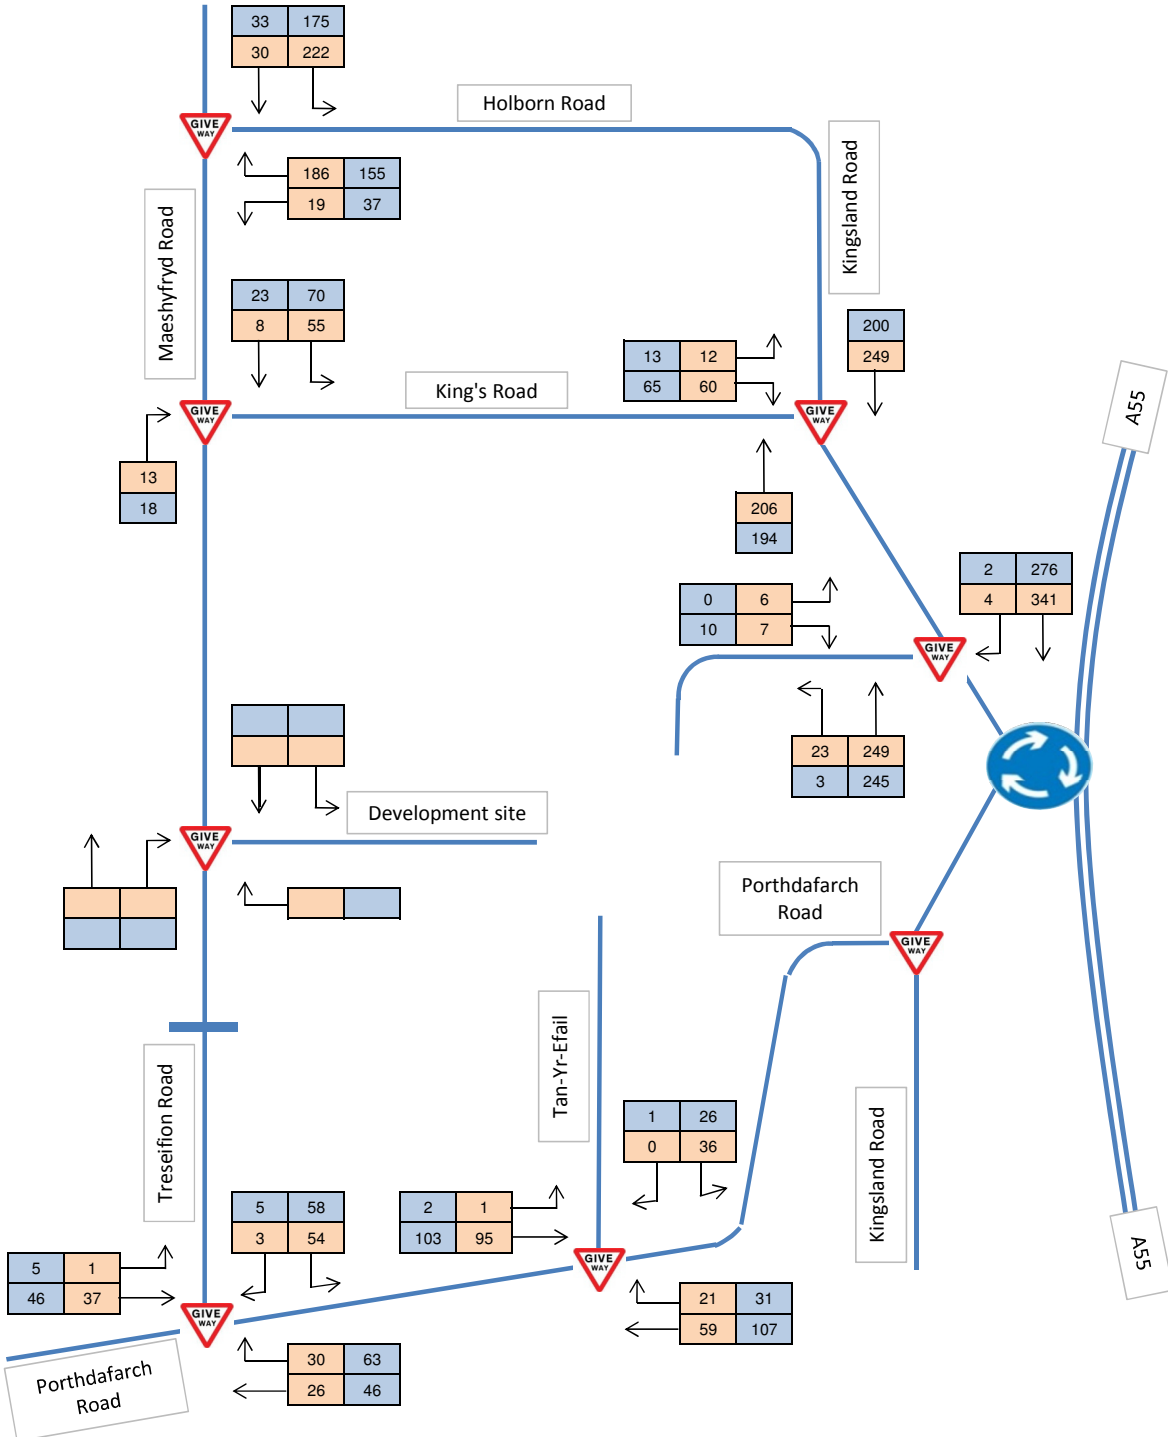 33 175
30 222
Holborn Road
GIVE
WAY
186 155
19 37
Maeshyfryd Road
Kingsland Road
23 70
8 55
200
249
13 12
65 60
King's Road
GIVE
WAY
GIVE
WAY
A55
13
18
206
194
2 276
4 341
0 6
10 7
GIVE
WAY
23 249
3 245
Development site
GIVE
WAY
Porthdafarch
Road
GIVE
WAY
Tan-Yr-Efail
Treseifion Road
Kingsland Road
1 26
0 36
5 58
3 54
2 1
103 95
5 1
46 37
GIVE
WAY
A55
21 31
59 107
GIVE
WAY
30 63
26 46
Porthdafarch
Road